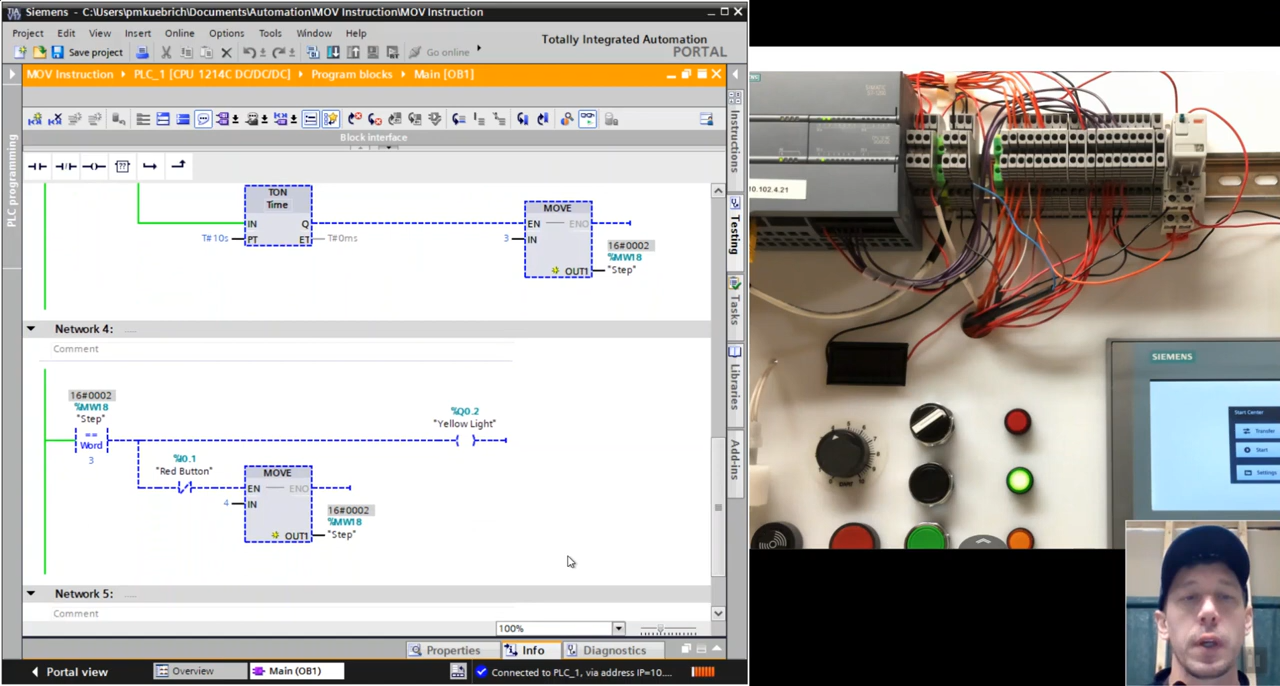 Siemens - C:\Users\pmkuebrich\Documents\Automation\MOV Instruction\MOV Instruction
Project Edit View Insert Online Options Tools Window Help
Totally Integrated Automation
PORTAL
Save project
Go online
MOV Instruction PLC_1 [CPU 1214C DC/DC/DC] Program blocks Main [OB1]
Block interface
PLC programming
Instructions
Testing
Tasks
Libraries
Add-ins
TON
Time
IN Q
T#10s PT ET T#0ms
MOVE
EN ENO
3 IN
OUT1
16#0002
%MW18
"Step"
Network 4: .....
Comment
16#0002
%MW18
"Step"
==
Word
3
%Q0.2
"Yellow Light"
%I0.1
"Red Button"
MOVE
EN ENO
4 IN
OUT1
16#0002
%MW18
"Step"
Network 5: .....
Comment
100%
Properties Info Diagnostics
Portal view Overview Main (OB1) Connected to PLC_1, via address IP=10....
10.102.4.21
SIEMENS
Start Center
Transfer
Start
Settings